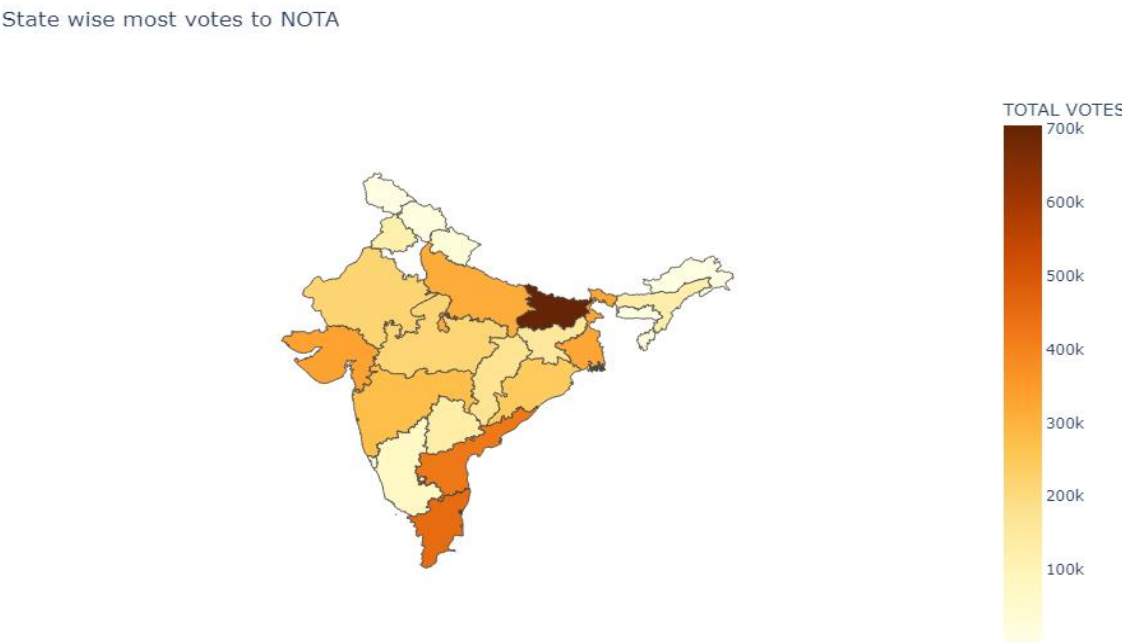 State wise most votes to NOTA
TOTAL VOTES
700k
600k
500k
400k
300k
200k
100k